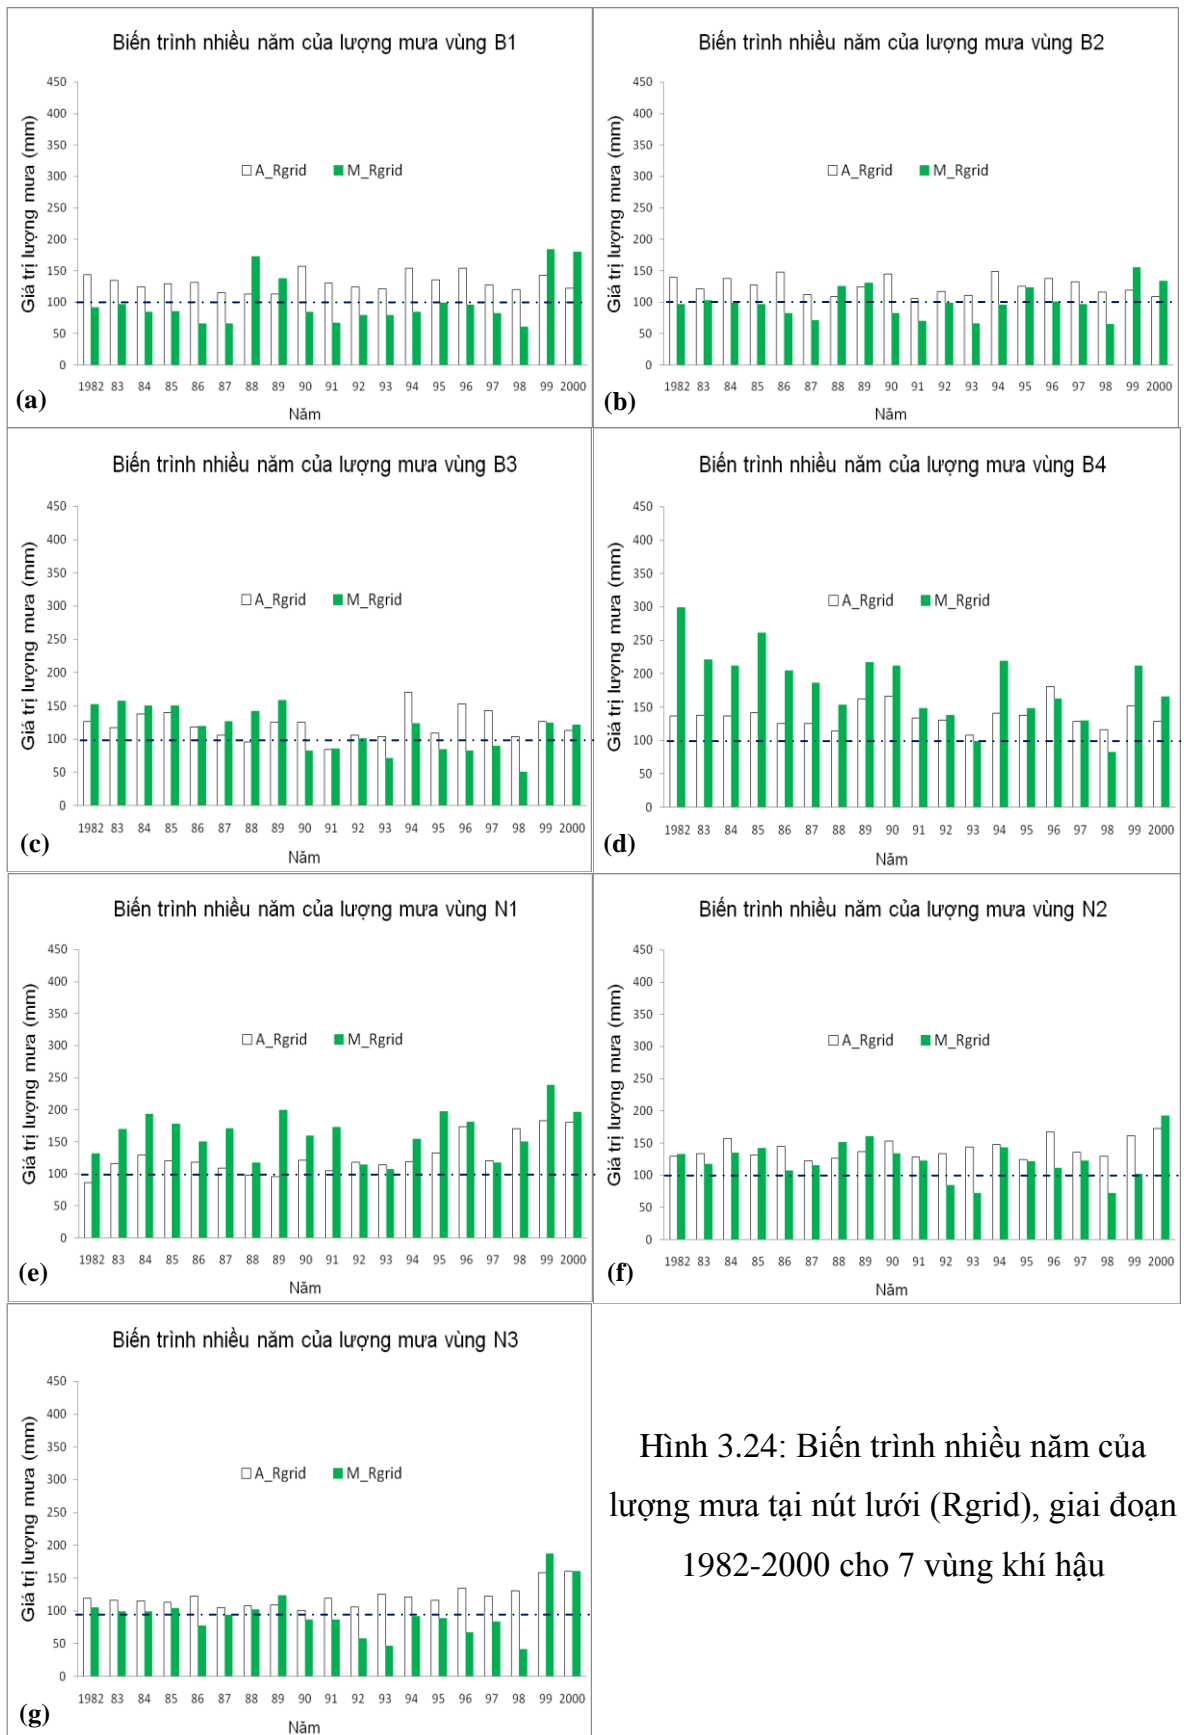 Biến trình nhiều năm của lượng mưa vùng B1
Giá trị lượng mưa (mm)
450
400
350
300
250
200
150
100
50
0
A_Rgrid M_Rgrid
1982 83 84 85 86 87 88 89 90 91 92 93 94 95 96 97 98 99 2000
Năm
(a)
Biến trình nhiều năm của lượng mưa vùng B2
Giá trị lượng mưa (mm)
450
400
350
300
250
200
150
100
50
0
A_Rgrid M_Rgrid
1982 83 84 85 86 87 88 89 90 91 92 93 94 95 96 97 98 99 2000
Năm
(b)
Biến trình nhiều năm của lượng mưa vùng B3
Giá trị lượng mưa (mm)
450
400
350
300
250
200
150
100
50
0
A_Rgrid M_Rgrid
1982 83 84 85 86 87 88 89 90 91 92 93 94 95 96 97 98 99 2000
Năm
(c)
Biến trình nhiều năm của lượng mưa vùng B4
Giá trị lượng mưa (mm)
450
400
350
300
250
200
150
100
50
0
A_Rgrid M_Rgrid
1982 83 84 85 86 87 88 89 90 91 92 93 94 95 96 97 98 99 2000
Năm
(d)
Biến trình nhiều năm của lượng mưa vùng N1
Giá trị lượng mưa (mm)
450
400
350
300
250
200
150
100
50
0
A_Rgrid M_Rgrid
1982 83 84 85 86 87 88 89 90 91 92 93 94 95 96 97 98 99 2000
Năm
(e)
Biến trình nhiều năm của lượng mưa vùng N2
Giá trị lượng mưa (mm)
450
400
350
300
250
200
150
100
50
0
A_Rgrid M_Rgrid
1982 83 84 85 86 87 88 89 90 91 92 93 94 95 96 97 98 99 2000
Năm
(f)
Biến trình nhiều năm của lượng mưa vùng N3
Giá trị lượng mưa (mm)
450
400
350
300
250
200
150
100
50
0
A_Rgrid M_Rgrid
1982 83 84 85 86 87 88 89 90 91 92 93 94 95 96 97 98 99 2000
Năm
(g)
Hình 3.24: Biến trình nhiều năm của
lượng mưa tại nút lưới (Rgrid), giai đoạn
1982-2000 cho 7 vùng khí hậu